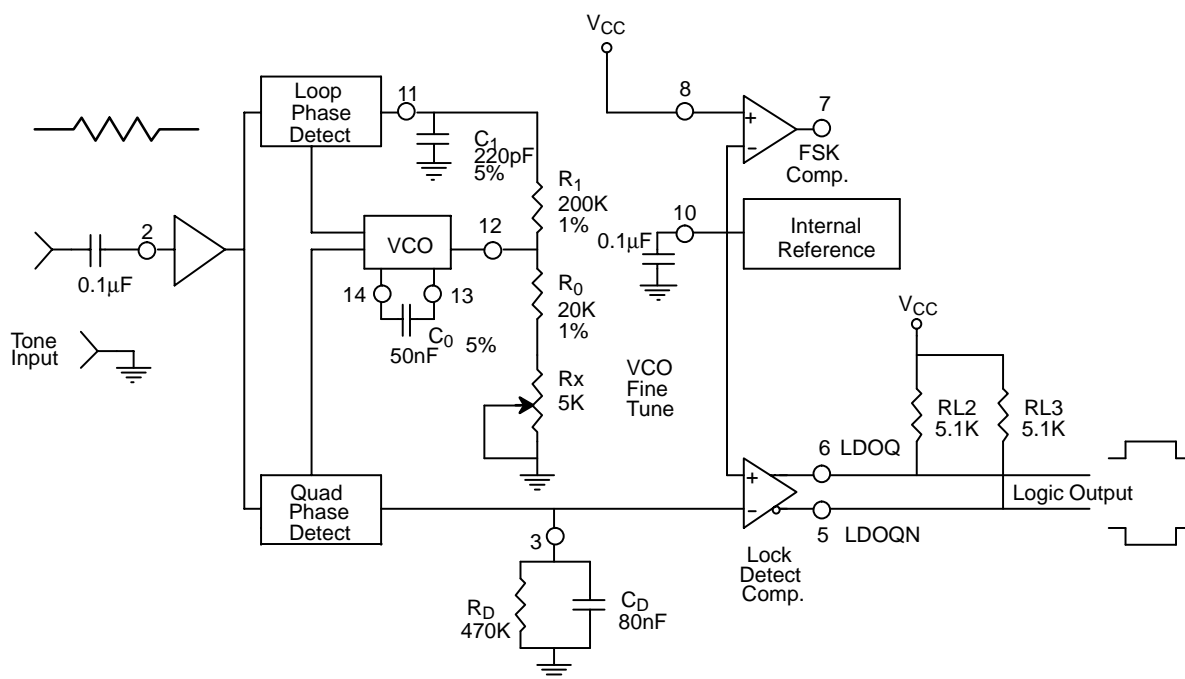 VCC
Loop
Phase
Detect
11
C1
220pF
5%
R1
200K
1%
8
+
−
7
FSK
Comp.
2
0.1μF
VCO
12
14
13
C0 5%
50nF
R0
20K
1%
10
0.1μF
Internal
Reference
Tone
Input
Rx
5K
VCO
Fine
Tune
VCC
RL2
5.1K
RL3
5.1K
Quad
Phase
Detect
3
RD
470K
CD
80nF
+
−
6 LDOQ
Logic Output
5 LDOQN
Lock
Detect
Comp.